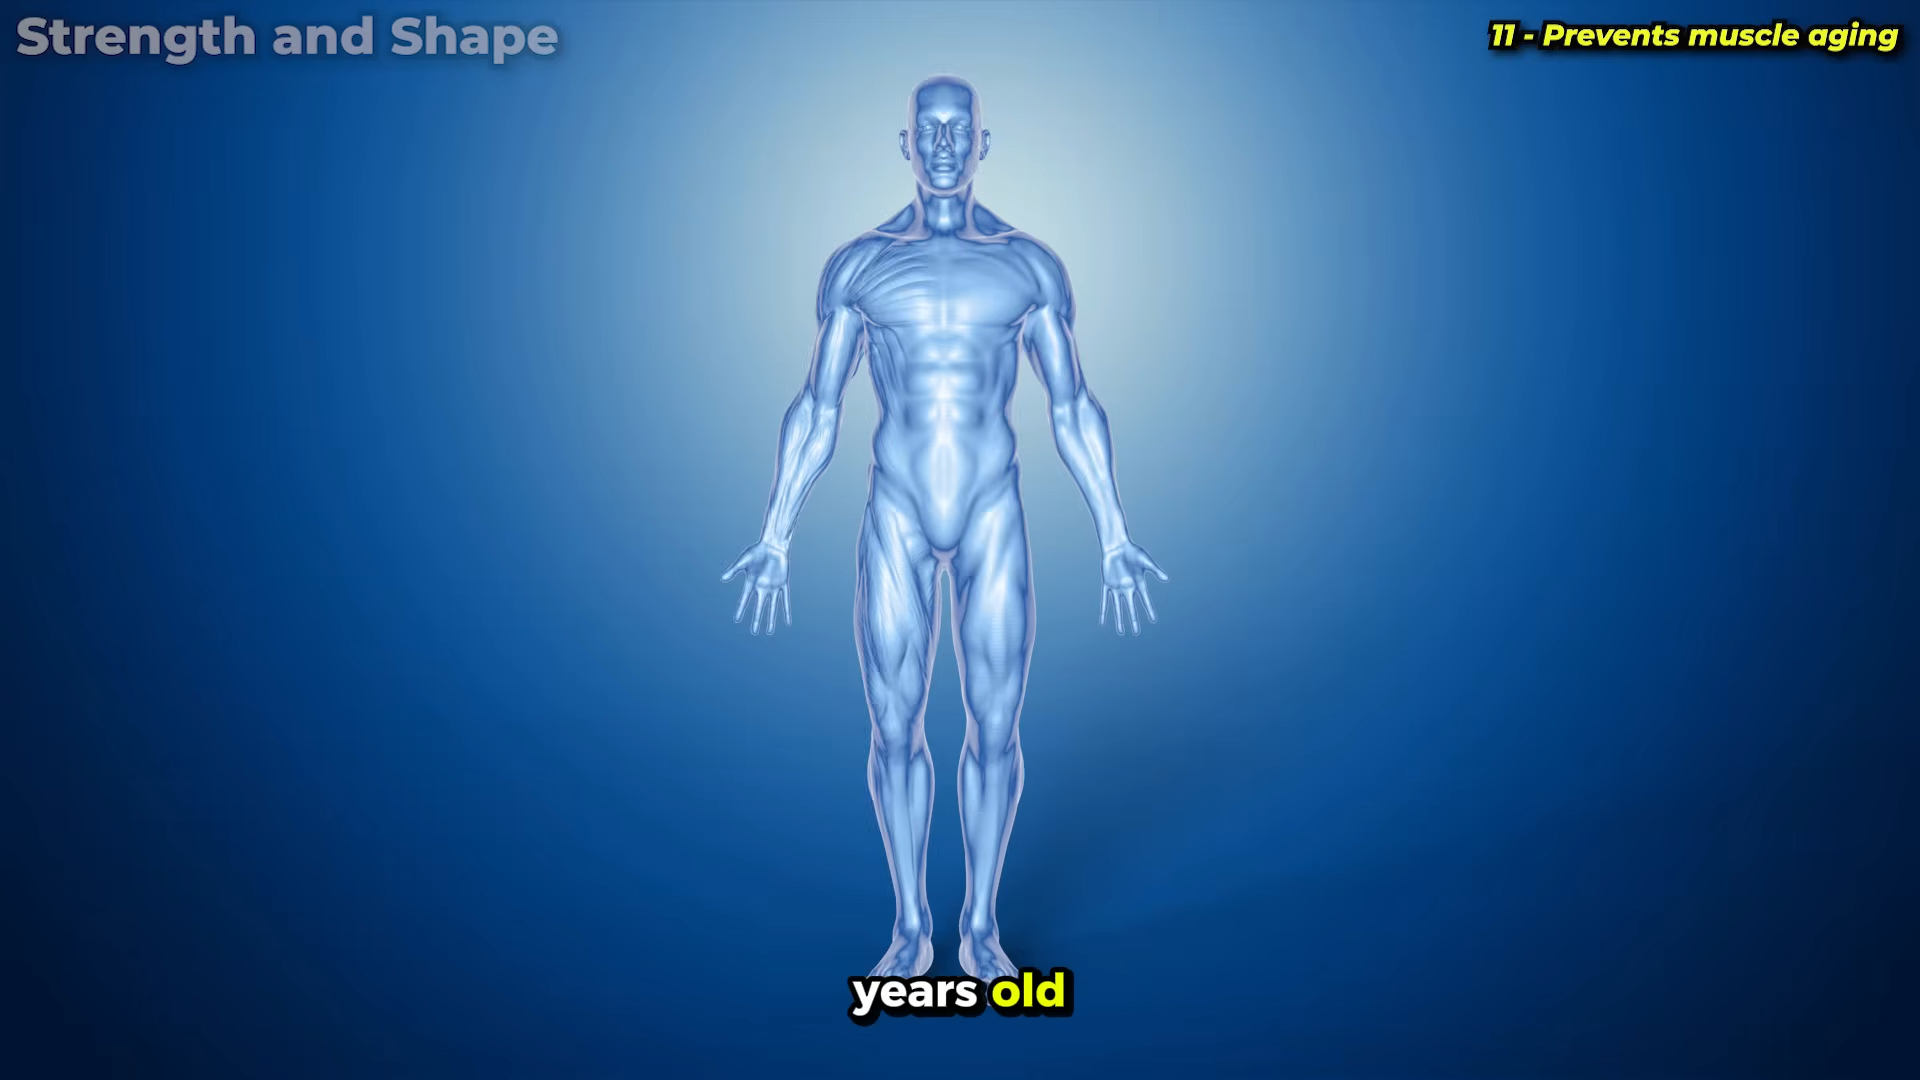 Strength and Shape
11 - Prevents muscle aging
years old